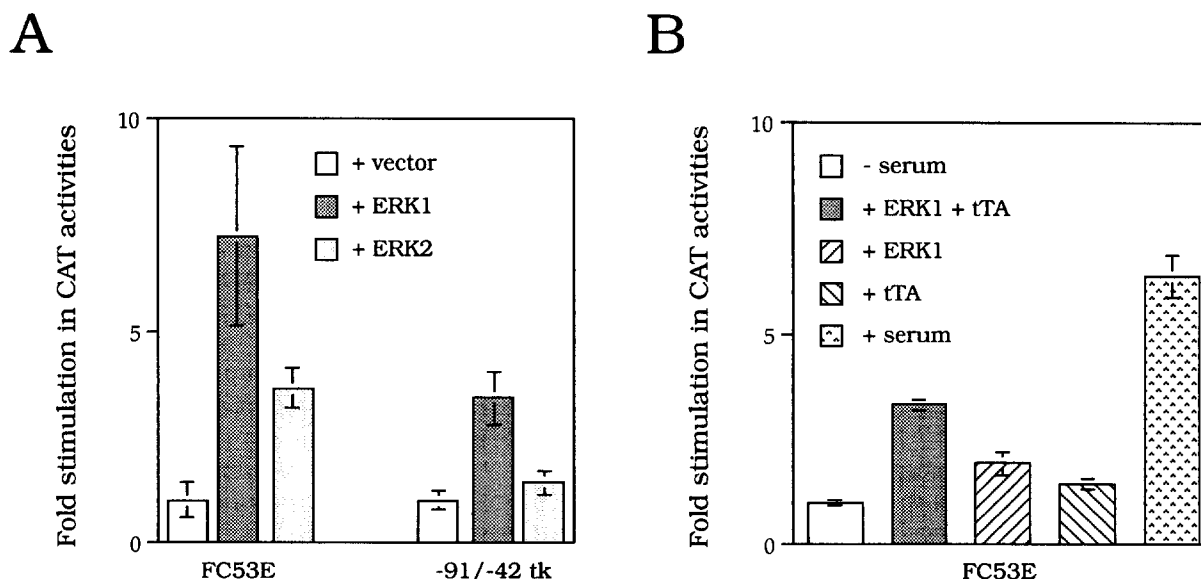 A
Fold stimulation in CAT activities
10
5
0
+ vector
+ ERK1
+ ERK2
FC53E
-91/-42 tk
B
Fold stimulation in CAT activities
10
5
0
- serum
+ ERK1 + tTA
+ ERK1
+ tTA
+ serum
FC53E